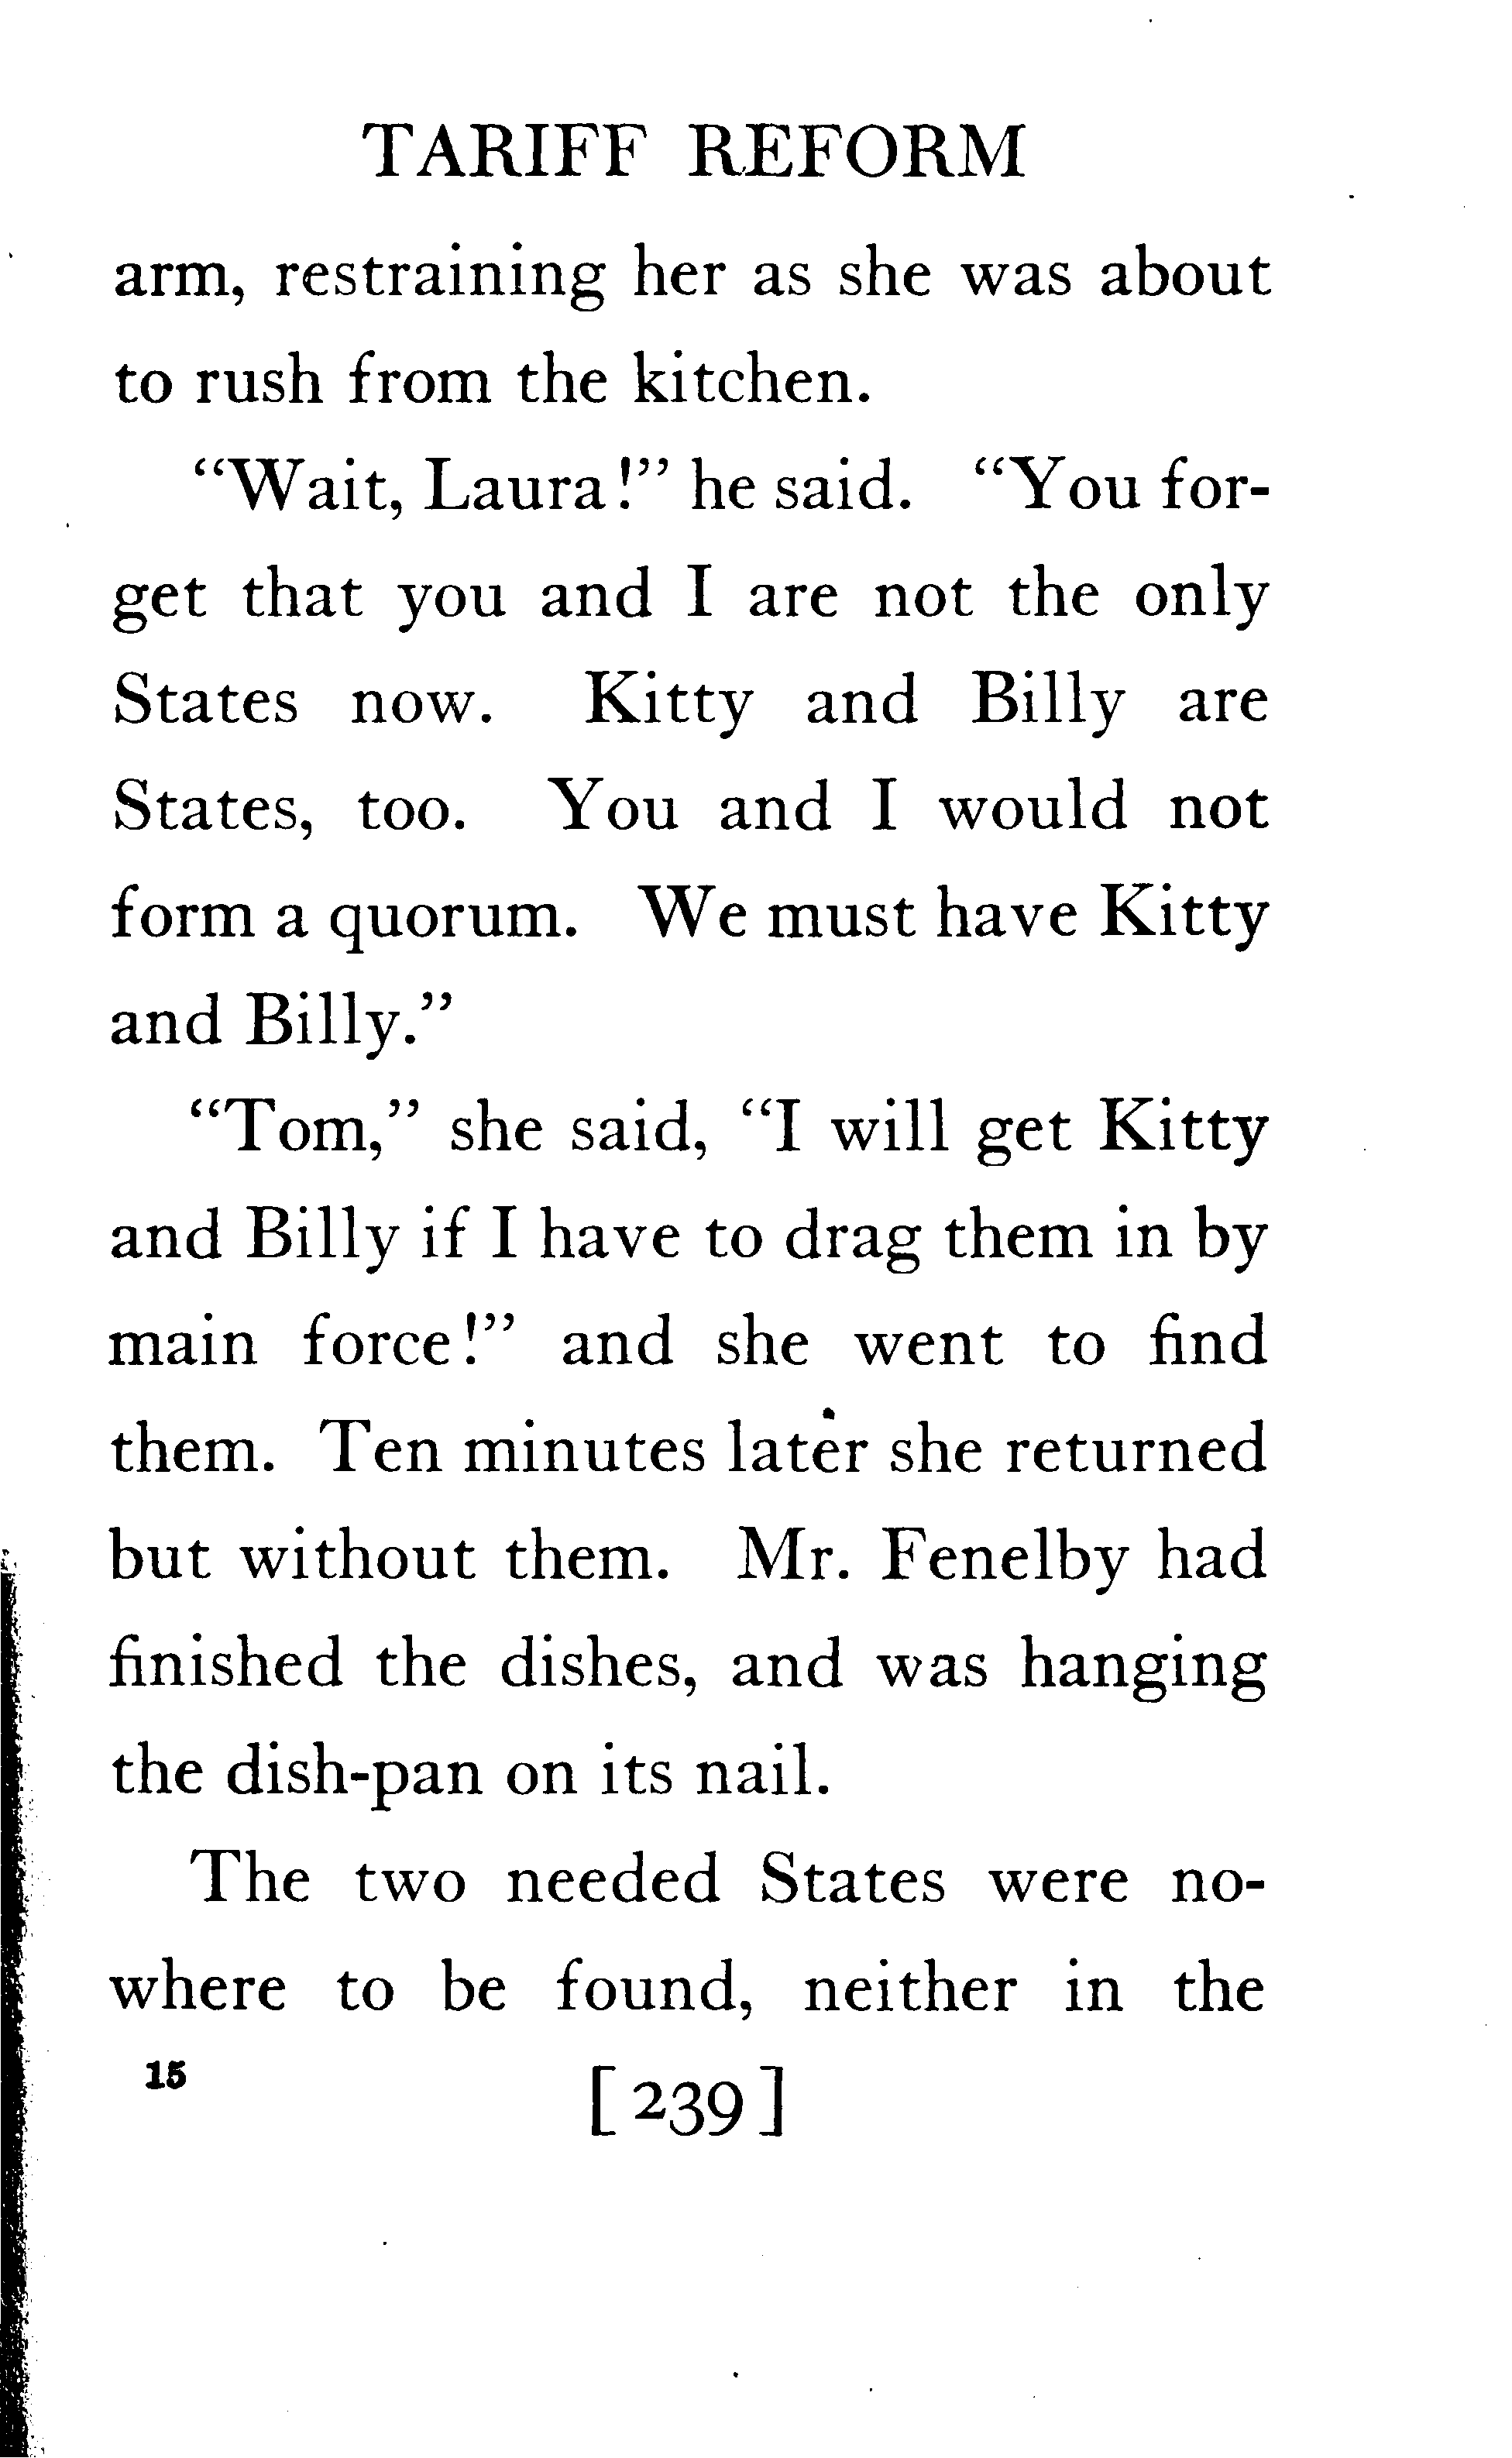 TARIFF REFORM
arm, restraining her as she was about
to rush from the kitchen.
“Wait, Laura!” he said. “You for-
get that you and I are not the only
States now. Kitty and Billy are
States, too. You and I would not
form a quorum. We must have Kitty
and Billy.”
“Tom,” she said, “I will get Kitty
and Billy if I have to drag them in by
main force!” and she went to find
them. Ten minutes later she returned
but without them. Mr. Fenelby had
finished the dishes, and was hanging
the dish-pan on its nail.
The two needed States were no-
where to be found, neither in the
15 [239]